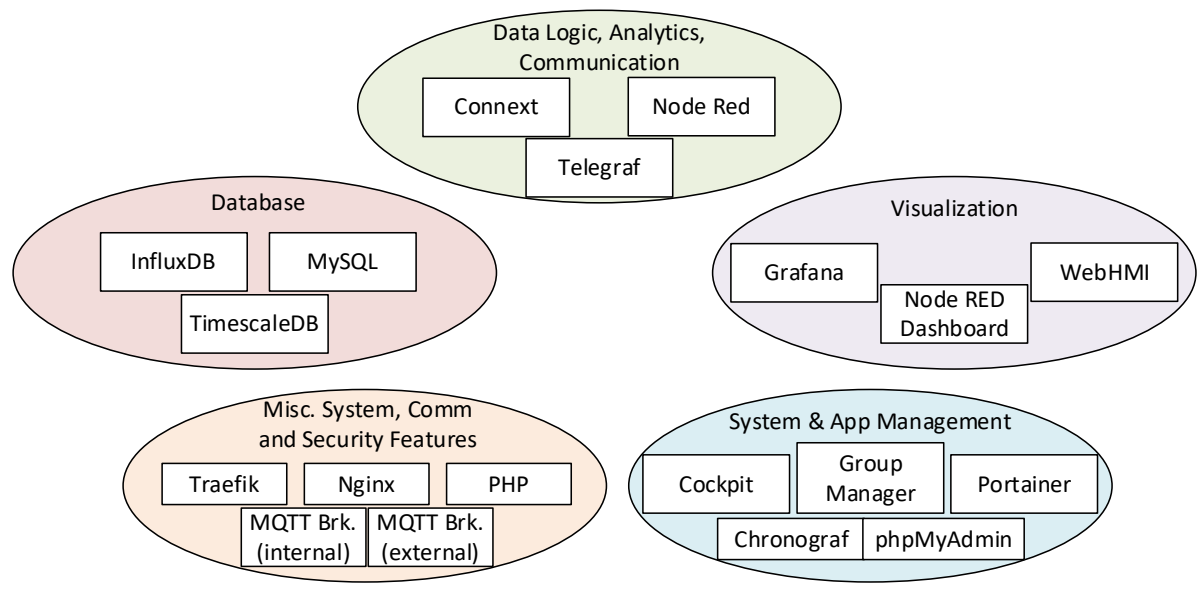 Data Logic, Analytics,
Communication
Connext
Node Red
Telegraf
Database
InfluxDB
MySQL
TimescaleDB
Visualization
Grafana
WebHMI
Node RED
Dashboard
Misc. System, Comm
and Security Features
Traefik
Nginx
PHP
MQTT Brk.
(internal)
MQTT Brk.
(external)
System & App Management
Cockpit
Group
Manager
Portainer
Chronograf
phpMyAdmin